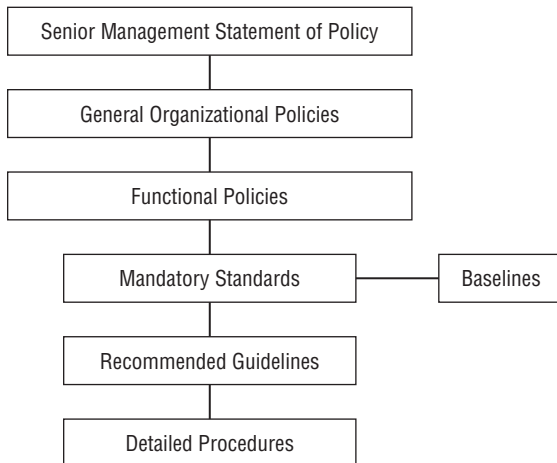 Senior Management Statement of Policy
General Organizational Policies
Functional Policies
Mandatory Standards
Baselines
Recommended Guidelines
Detailed Procedures